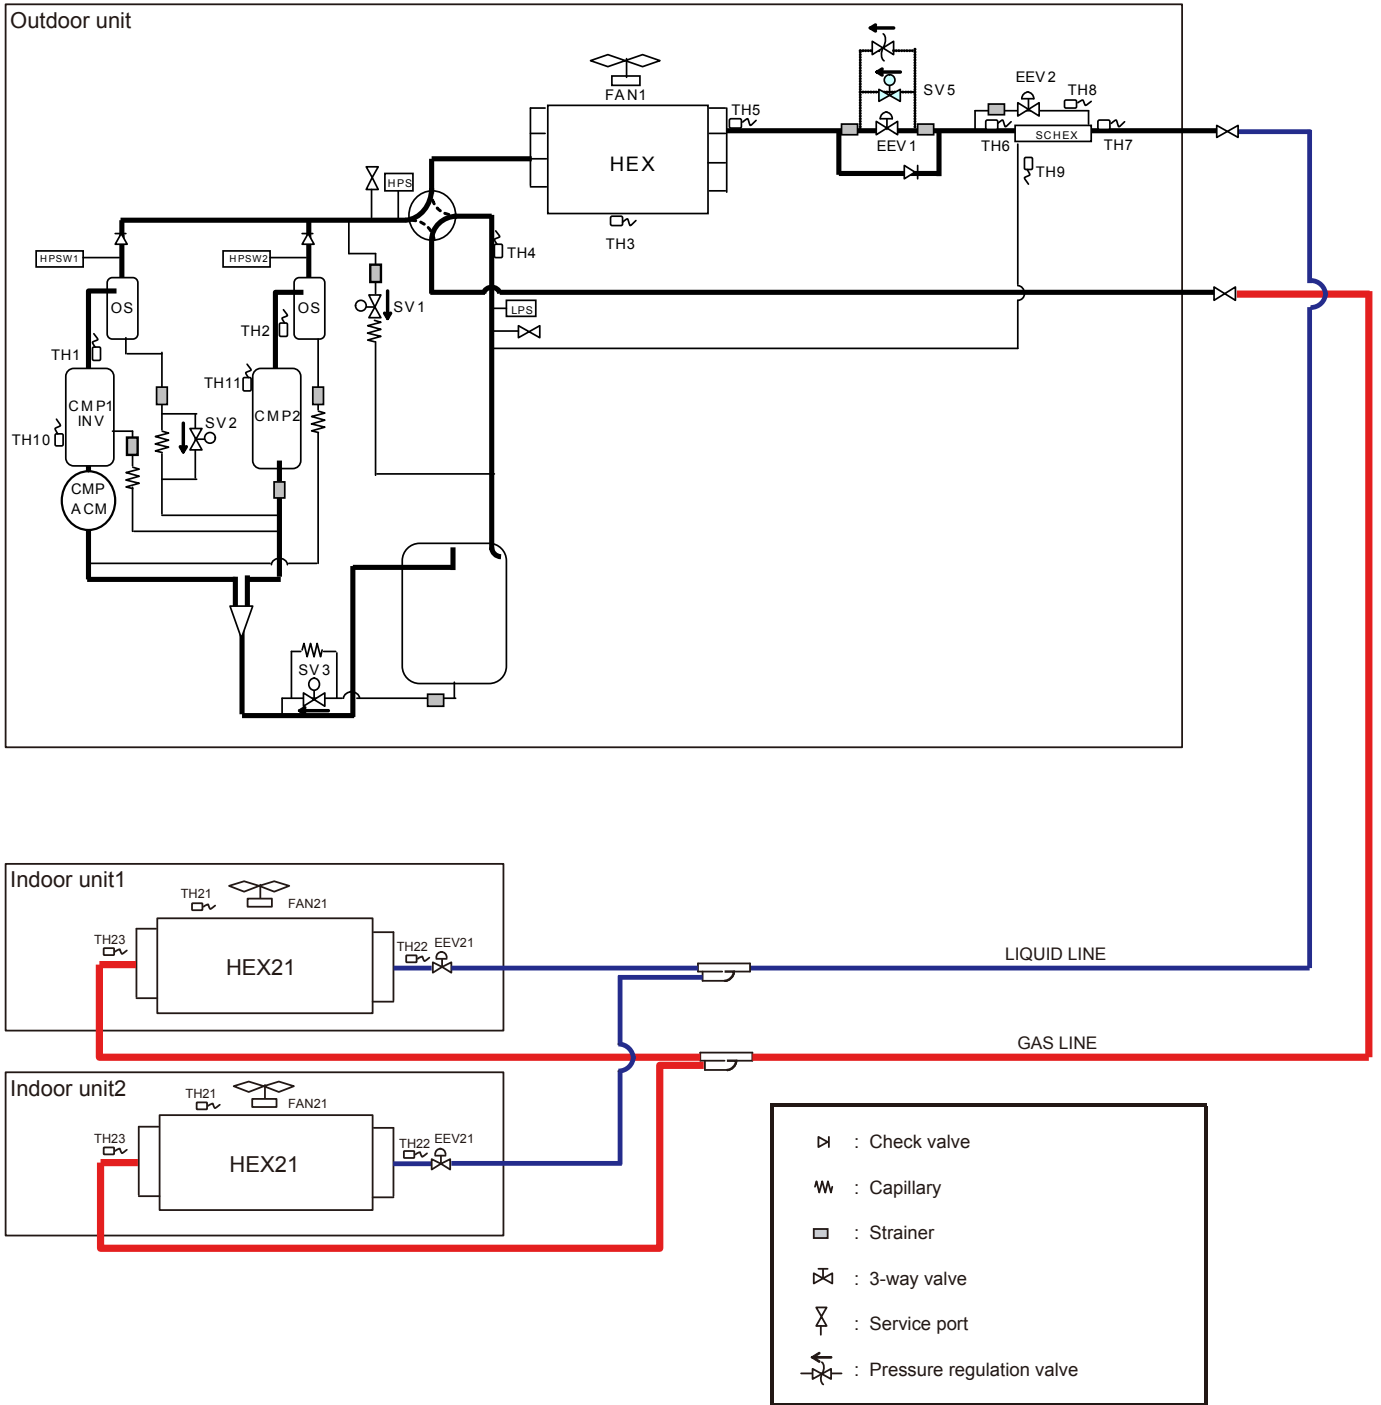 Outdoor unit
FAN1
HEX
TH3
TH5
SV5
EEV1
EEV2
TH8
TH6
SCHEX
TH7
TH9
HPS
TH4
LPS
HPSW1
HPSW2
OS
OS
SV1
TH1
TH2
TH11
CMP1
INV
CMP2
SV2
TH10
CMP
ACM
SV3
Indoor unit1
TH21
FAN21
TH23
HEX21
TH22
EEV21
LIQUID LINE
GAS LINE
Indoor unit2
TH21
FAN21
TH23
HEX21
TH22
EEV21
: Check valve
: Capillary
: Strainer
: 3-way valve
: Service port
: Pressure regulation valve